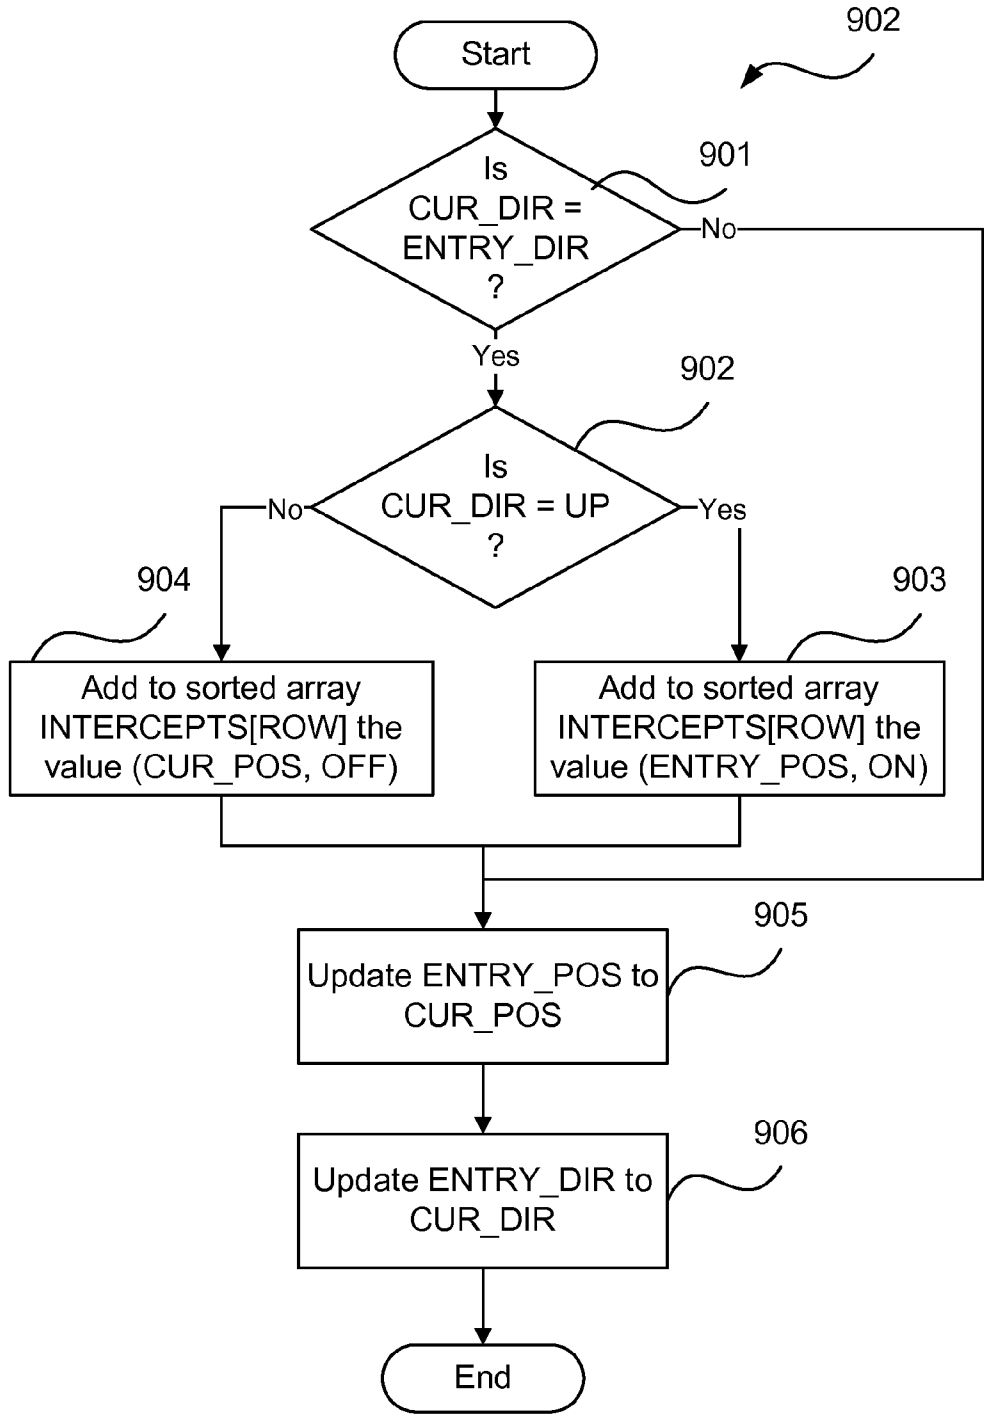 902
Start
901
Is
CUR_DIR =
ENTRY_DIR
?
No
Yes
902
Is
CUR_DIR = UP
?
No
Yes
904
903
Add to sorted array
INTERCEPTS[ROW] the
value (CUR_POS, OFF)
Add to sorted array
INTERCEPTS[ROW] the
value (ENTRY_POS, ON)
905
Update ENTRY_POS to
CUR_POS
906
Update ENTRY_DIR to
CUR_DIR
End